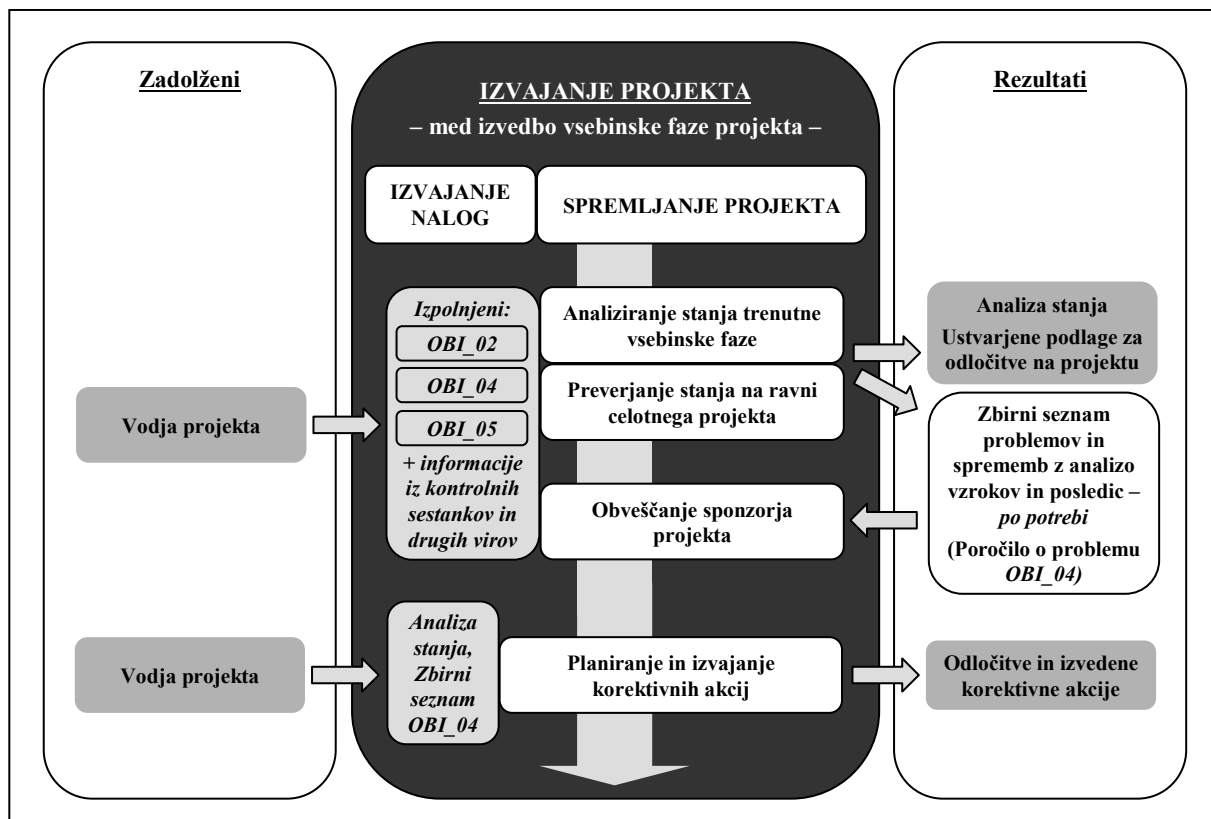 Zadolženi
Vodja projekta
Vodja projekta
IZVAJANJE PROJEKTA
– med izvedbo vsebinske faze projekta –
IZVAJANJE
NALOG
SPREMLJANJE PROJEKTA
Izpolnjeni:
OBI_02
OBI_04
OBI_05
+ informacije
iz kontrolnih
sestankov in
drugih virov
Analiziranje stanja trenutne
vsebinske faze
Preverjanje stanja na ravni
celotnega projekta
Obveščanje sponzorja
projekta
Analiza
stanja,
Zbirni
seznam
OBI_04
Planiranje in izvajanje
korektivnih akcij
Rezultati
Analiza stanja
Ustvarjene podlage za
odločitve na projektu
Zbirni seznam
problemov in
sprememb z analizo
vzrokov in posledic –
po potrebi
(Poročilo o problemu
OBI_04)
Odločitve in izvedene
korektivne akcije